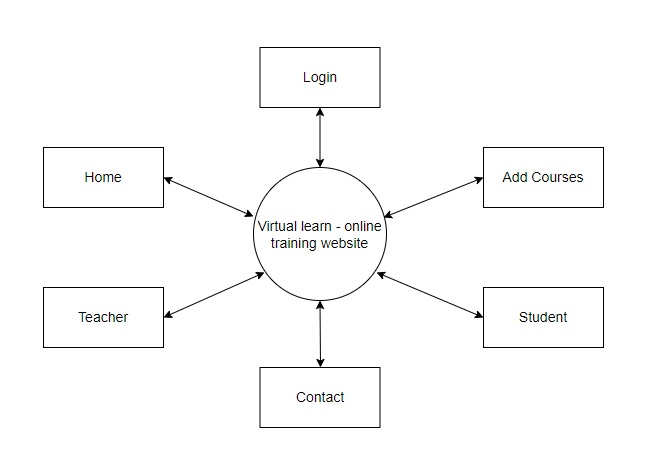 Login
Home
Add Courses
Virtual learn - online
training website
Teacher
Student
Contact